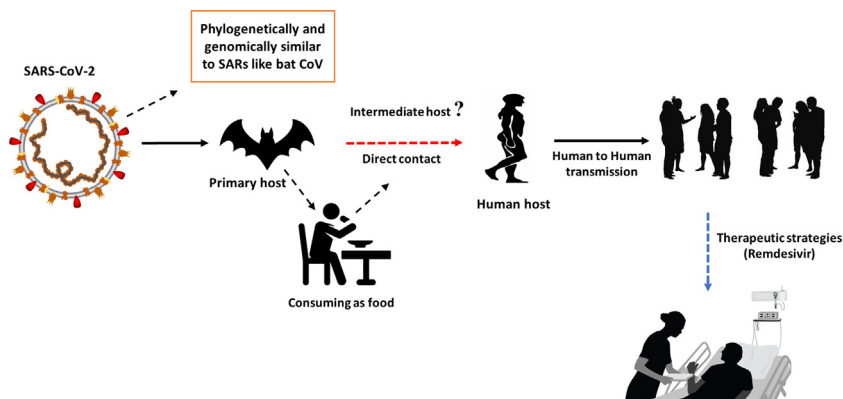 Phylogenetically and
genomically similar
to SARs like bat CoV
SARS-CoV-2
Intermediate host ?
Direct contact
Primary host
Human to Human
transmission
Human host
Therapeutic strategies
(Remdesivir)
Consuming as food